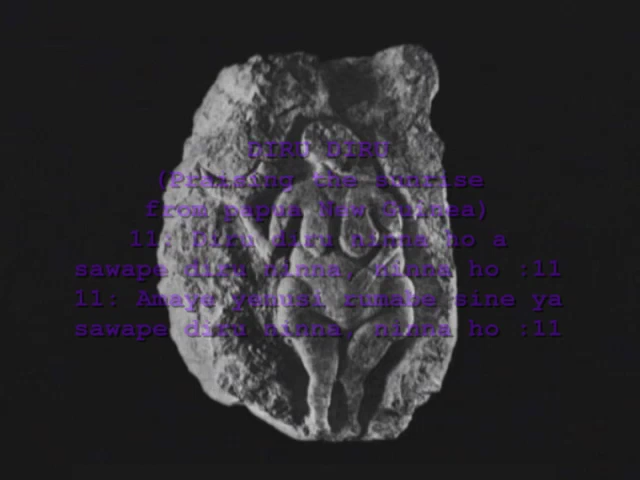 DIRU DIRU
(Praising the sunrise
from papua New Guinea)
11: Diru diru ninna ho a
sawape diru ninna, ninna ho :11
11: Amaye yenusi rumabe sine ya
sawape diru ninna, ninna ho :11